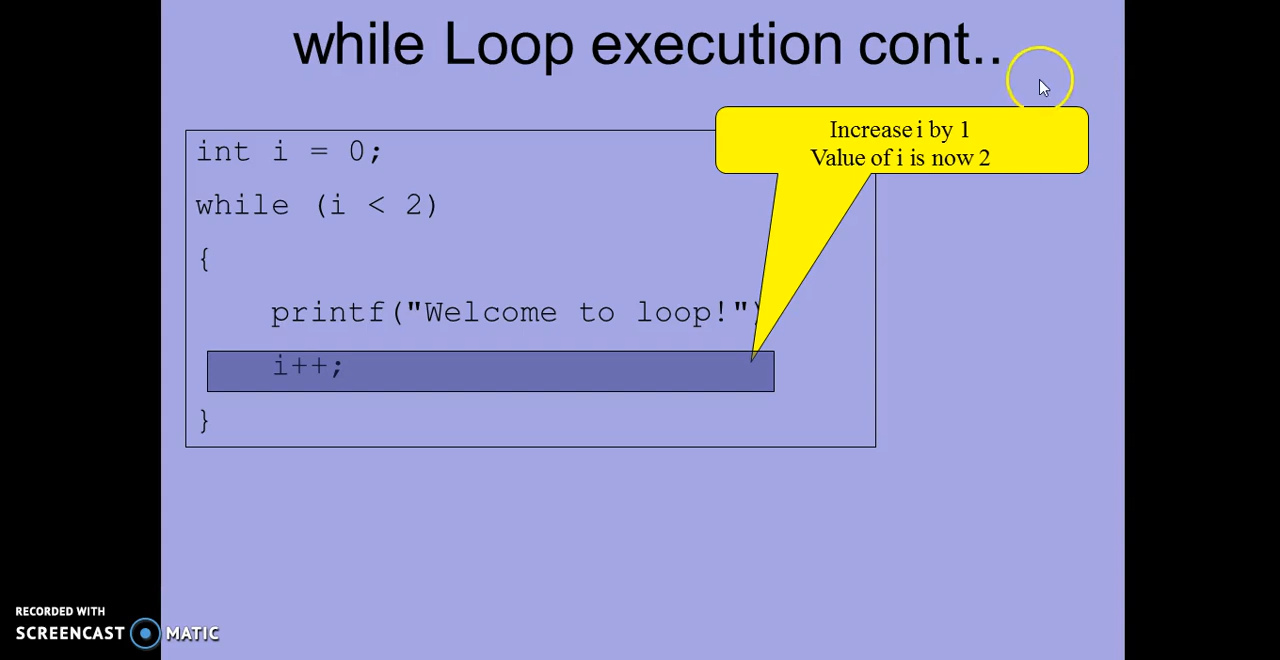 while Loop execution cont..
Increase i by 1
Value of i is now 2
int i = 0;
while (i < 2)
{
printf("Welcome to loop!")
i++;
}
RECORDED WITH
SCREENCAST MATIC